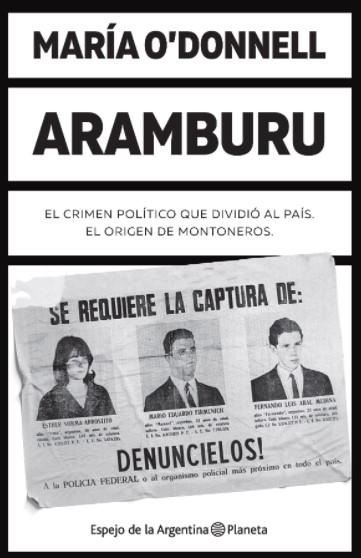 MARÍA O'DONNELL
ARAMBURU
EL CRIMEN POLÍTICO QUE DIVIDIÓ AL PAÍS.
EL ORIGEN DE MONTONEROS.
SE REQUIERE LA CAPTURA DE:
ESTHER NORMA ARROSTITO
MARIO EDUARDO FIRMENICH
FERNANDO LUIS ABAL MEDINA
DENUNCIELOS!
A la POLICIA FEDERAL o al organismo policial más próximo en todo el país.
Espejo de la Argentina Planeta